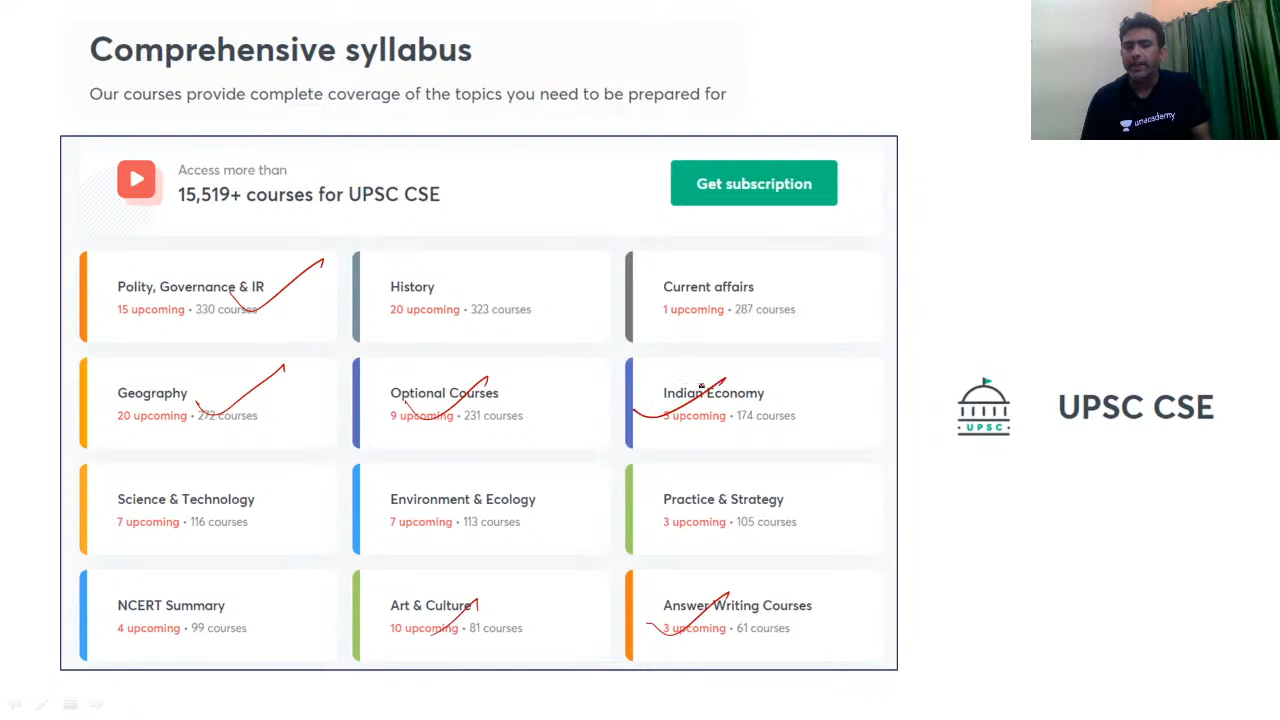 Comprehensive syllabus
Our courses provide complete coverage of the topics you need to be prepared for
unacademy
Access more than
15,519+ courses for UPSC CSE
Get subscription
Polity, Governance & IR
15 upcoming • 330 courses
History
20 upcoming • 323 courses
Current affairs
1 upcoming • 287 courses
Geography
20 upcoming • 272 courses
Optional Courses
9 upcoming • 231 courses
Indian Economy
5 upcoming • 174 courses
UPSC
UPSC CSE
Science & Technology
7 upcoming • 116 courses
Environment & Ecology
7 upcoming • 113 courses
Practice & Strategy
3 upcoming • 105 courses
NCERT Summary
4 upcoming • 99 courses
Art & Culture
10 upcoming • 81 courses
Answer Writing Courses
3 upcoming • 61 courses